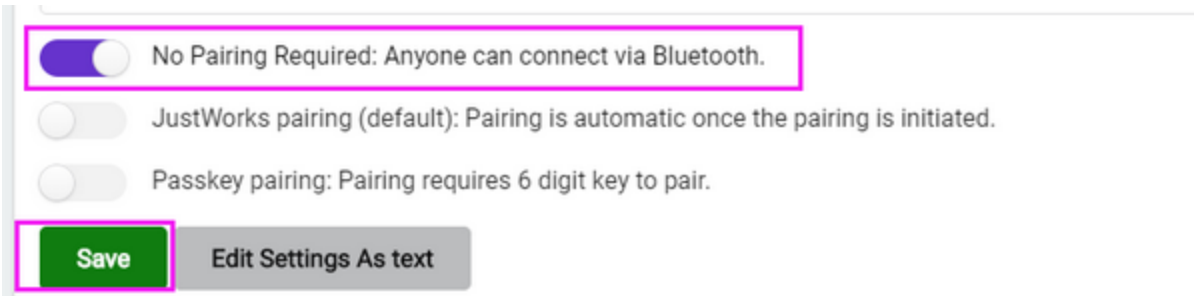 No Pairing Required: Anyone can connect via Bluetooth.
JustWorks pairing (default): Pairing is automatic once the pairing is initiated.
Passkey pairing: Pairing requires 6 digit key to pair.
Save
Edit Settings As text